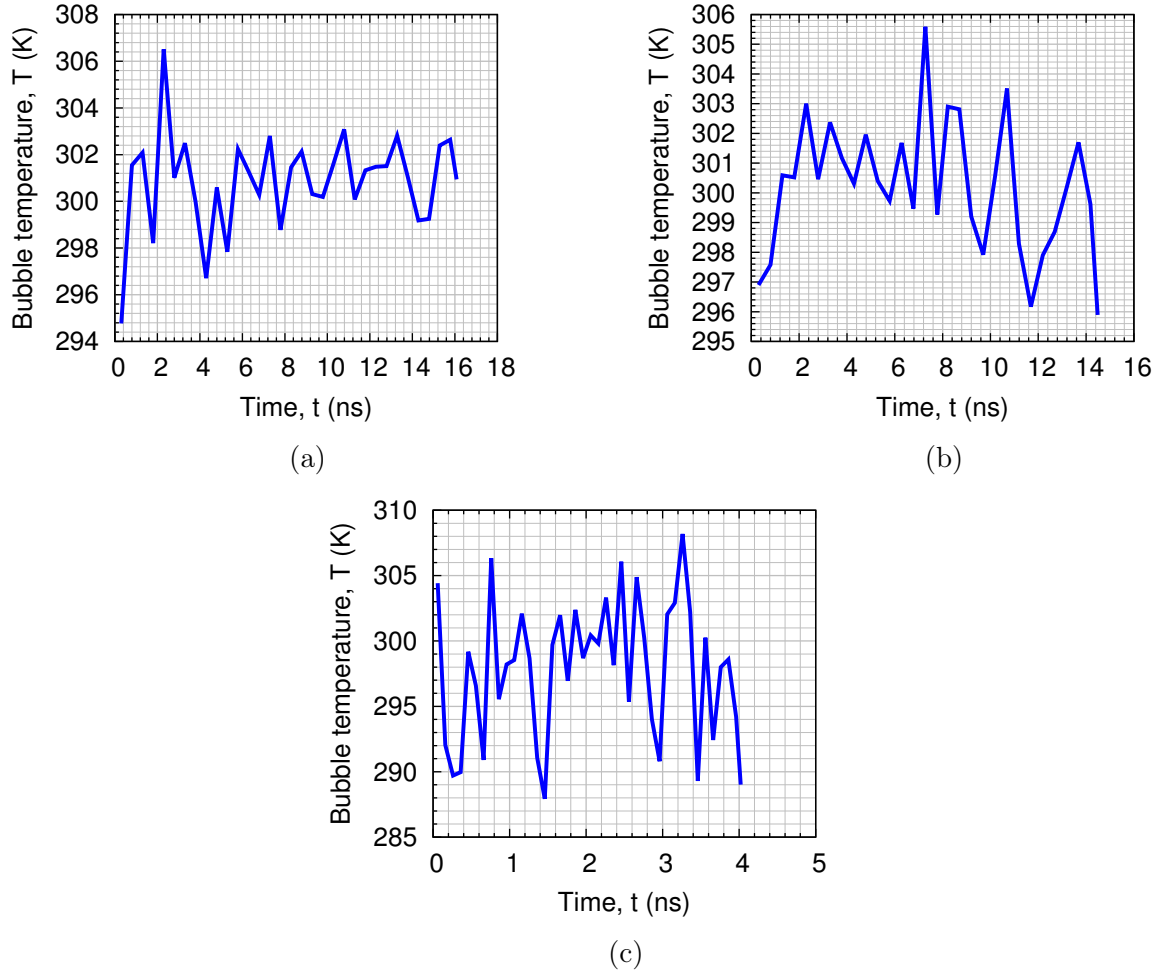 Bubble temperature, T (K)
308
306
304
302
300
298
296
294
0 2 4 6 8 10 12 14 16 18
Time, t (ns)
(a)
Bubble temperature, T (K)
306
305
304
303
302
301
300
299
298
297
296
295
0 2 4 6 8 10 12 14 16
Time, t (ns)
(b)
Bubble temperature, T (K)
310
305
300
295
290
285
0 1 2 3 4 5
Time, t (ns)
(c)